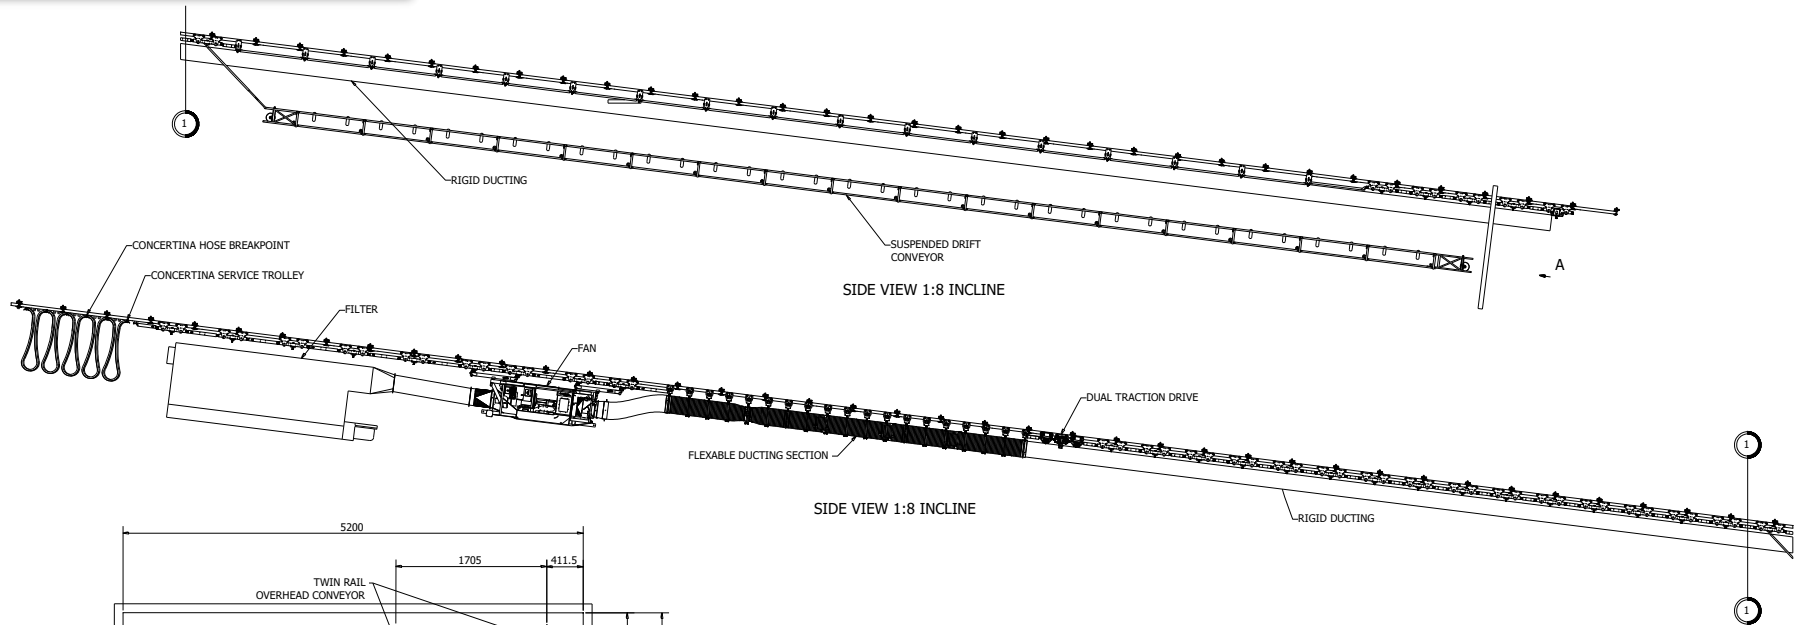 1
RIGID DUCTING
SUSPENDED DRIFT
CONVEYOR
A
SIDE VIEW 1:8 INCLINE
CONCERTINA HOSE BREAKPOINT
CONCERTINA SERVICE TROLLEY
FILTER
FAN
DUAL TRACTION DRIVE
FLEXABLE DUCTING SECTION
1
SIDE VIEW 1:8 INCLINE
RIGID DUCTING
5200
1705
411.5
TWIN RAIL
OVERHEAD CONVEYOR
1